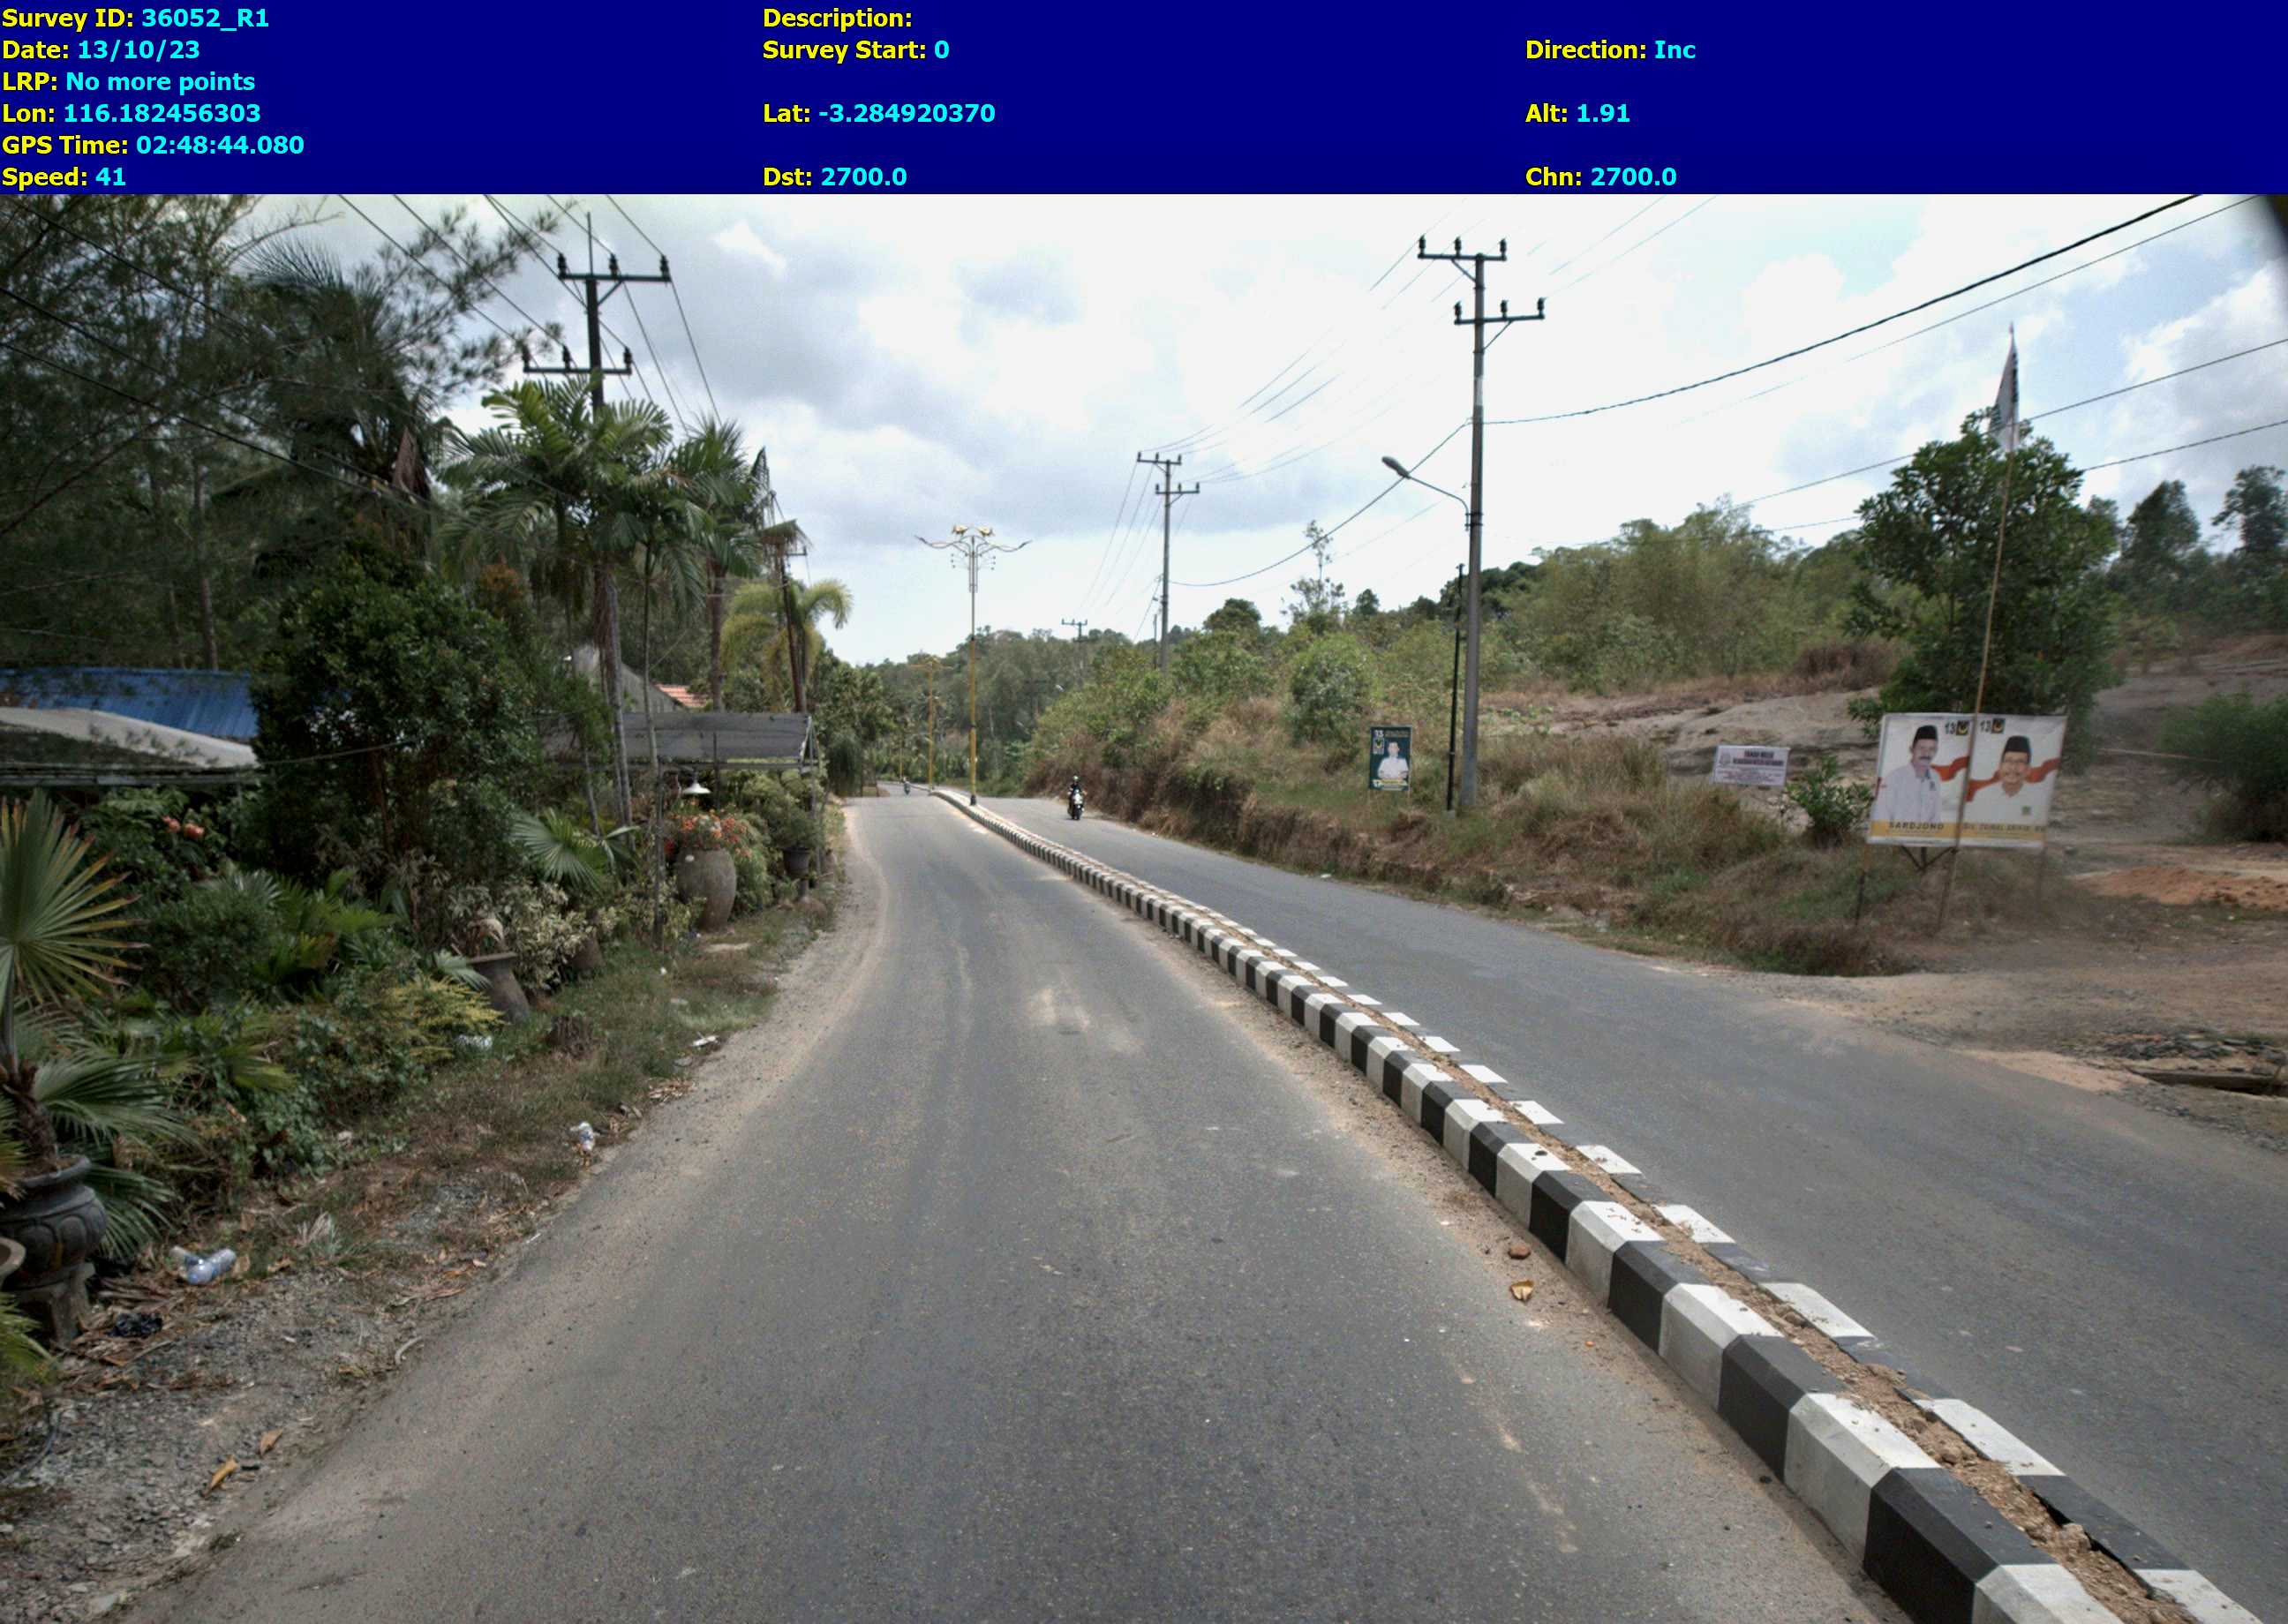 Survey ID: 36052_R1
Description:
Date: 13/10/23
Survey Start: 0
Direction: Inc
LRP: No more points
Lon: 116.182456303
Lat: -3.284920370
Alt: 1.91
GPS Time: 02:48:44.080
Speed: 41
Dst: 2700.0
Chn: 2700.0
13
13
13
SARDJONO